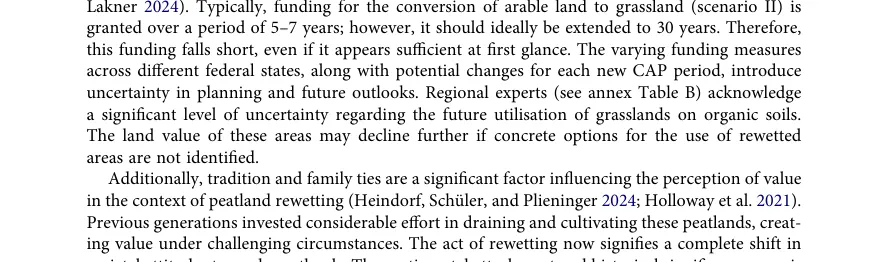 Lakner 2024). Typically, funding for the conversion of arable land to grassland (scenario II) is
granted over a period of 5–7 years; however, it should ideally be extended to 30 years. Therefore,
this funding falls short, even if it appears sufficient at first glance. The varying funding measures
across different federal states, along with potential changes for each new CAP period, introduce
uncertainty in planning and future outlooks. Regional experts (see annex Table B) acknowledge
a significant level of uncertainty regarding the future utilisation of grasslands on organic soils.
The land value of these areas may decline further if concrete options for the use of rewetted
areas are not identified.
Additionally, tradition and family ties are a significant factor influencing the perception of value
in the context of peatland rewetting (Heindorf, Schüler, and Plieninger 2024; Holloway et al. 2021).
Previous generations invested considerable effort in draining and cultivating these peatlands, creat-
ing value under challenging circumstances. The act of rewetting now signifies a complete shift in